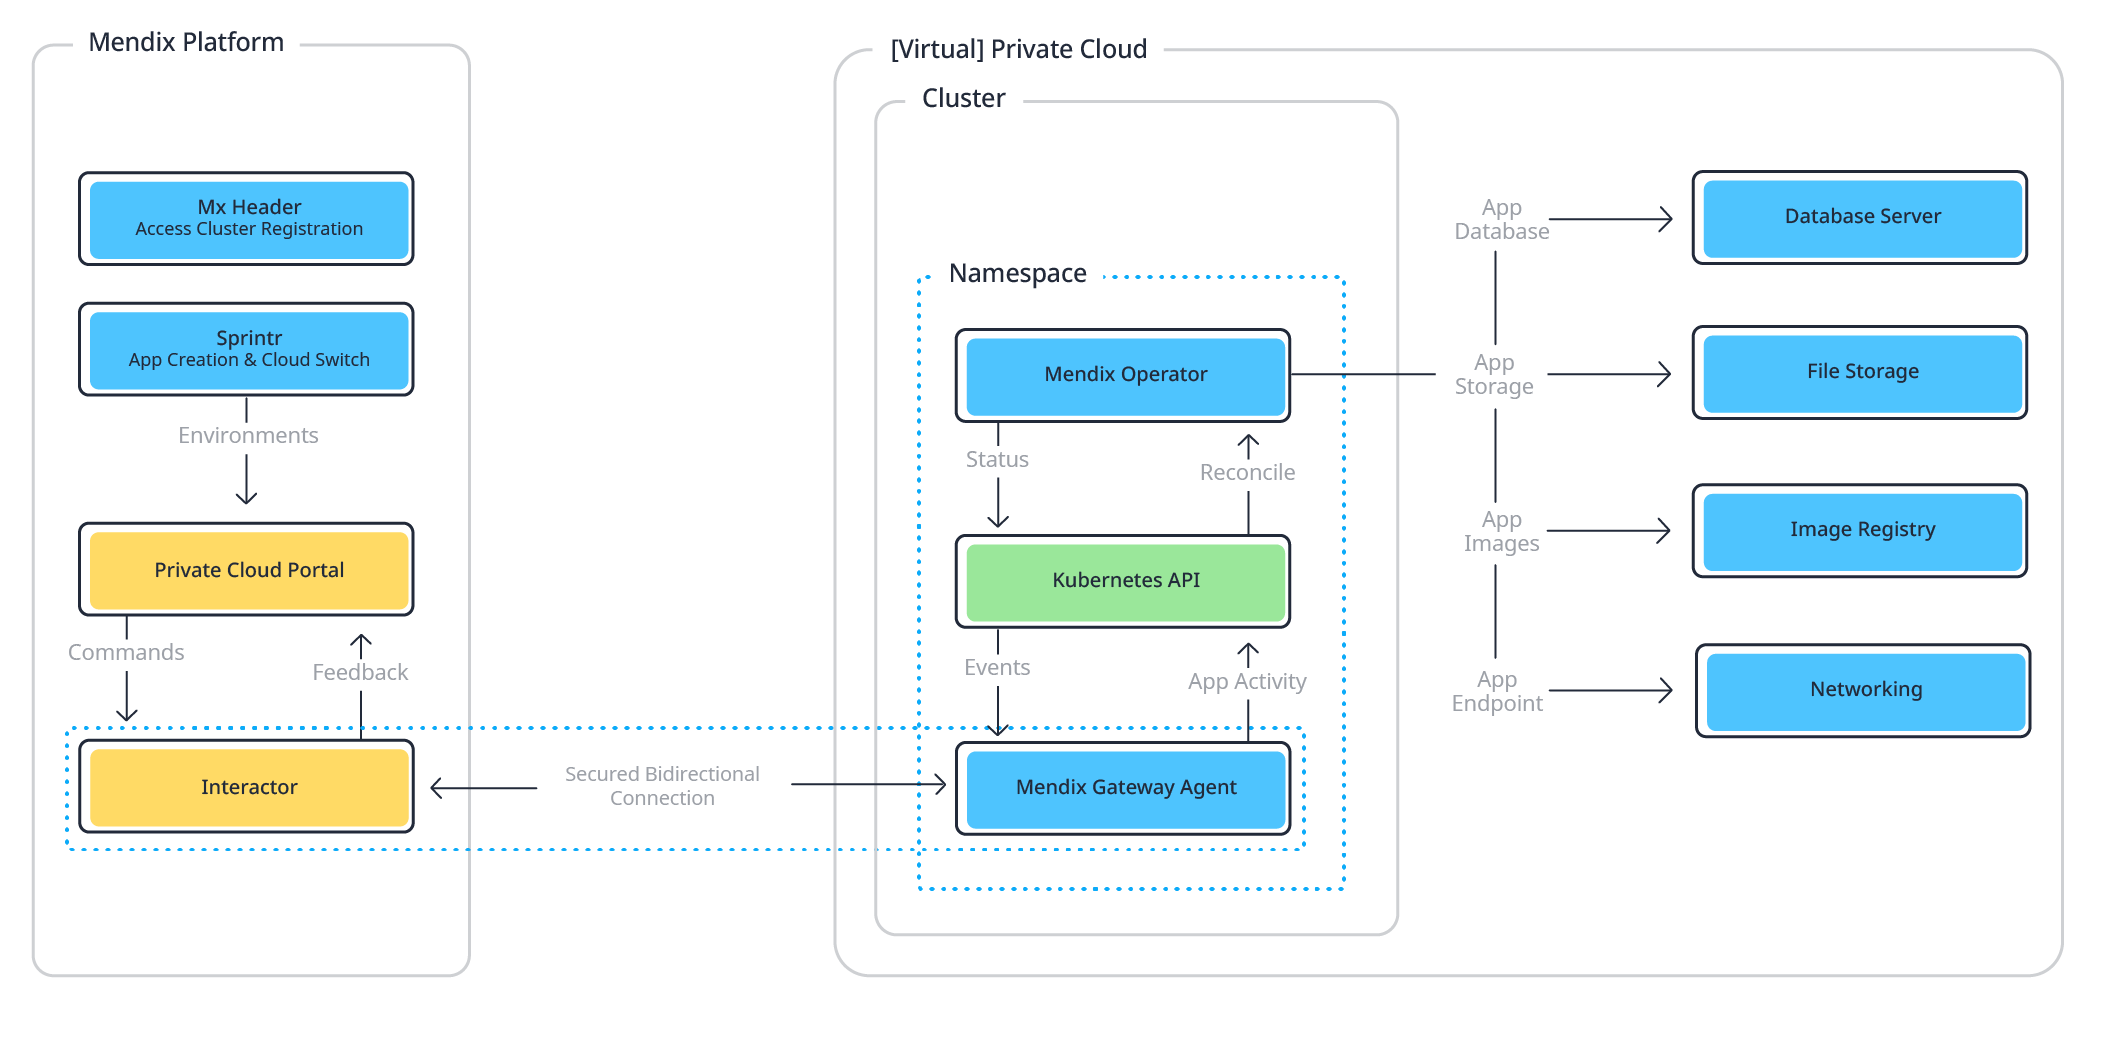 Mendix Platform
Mx Header
Access Cluster Registration
Sprintr
App Creation & Cloud Switch
Environments
Private Cloud Portal
Commands
Feedback
Interactor
Secured Bidirectional
Connection
[Virtual] Private Cloud
Cluster
Namespace
Mendix Operator
Status
Reconcile
Kubernetes API
Events
App Activity
Mendix Gateway Agent
App
Database
Database Server
App
Storage
File Storage
App
Images
Image Registry
App
Endpoint
Networking